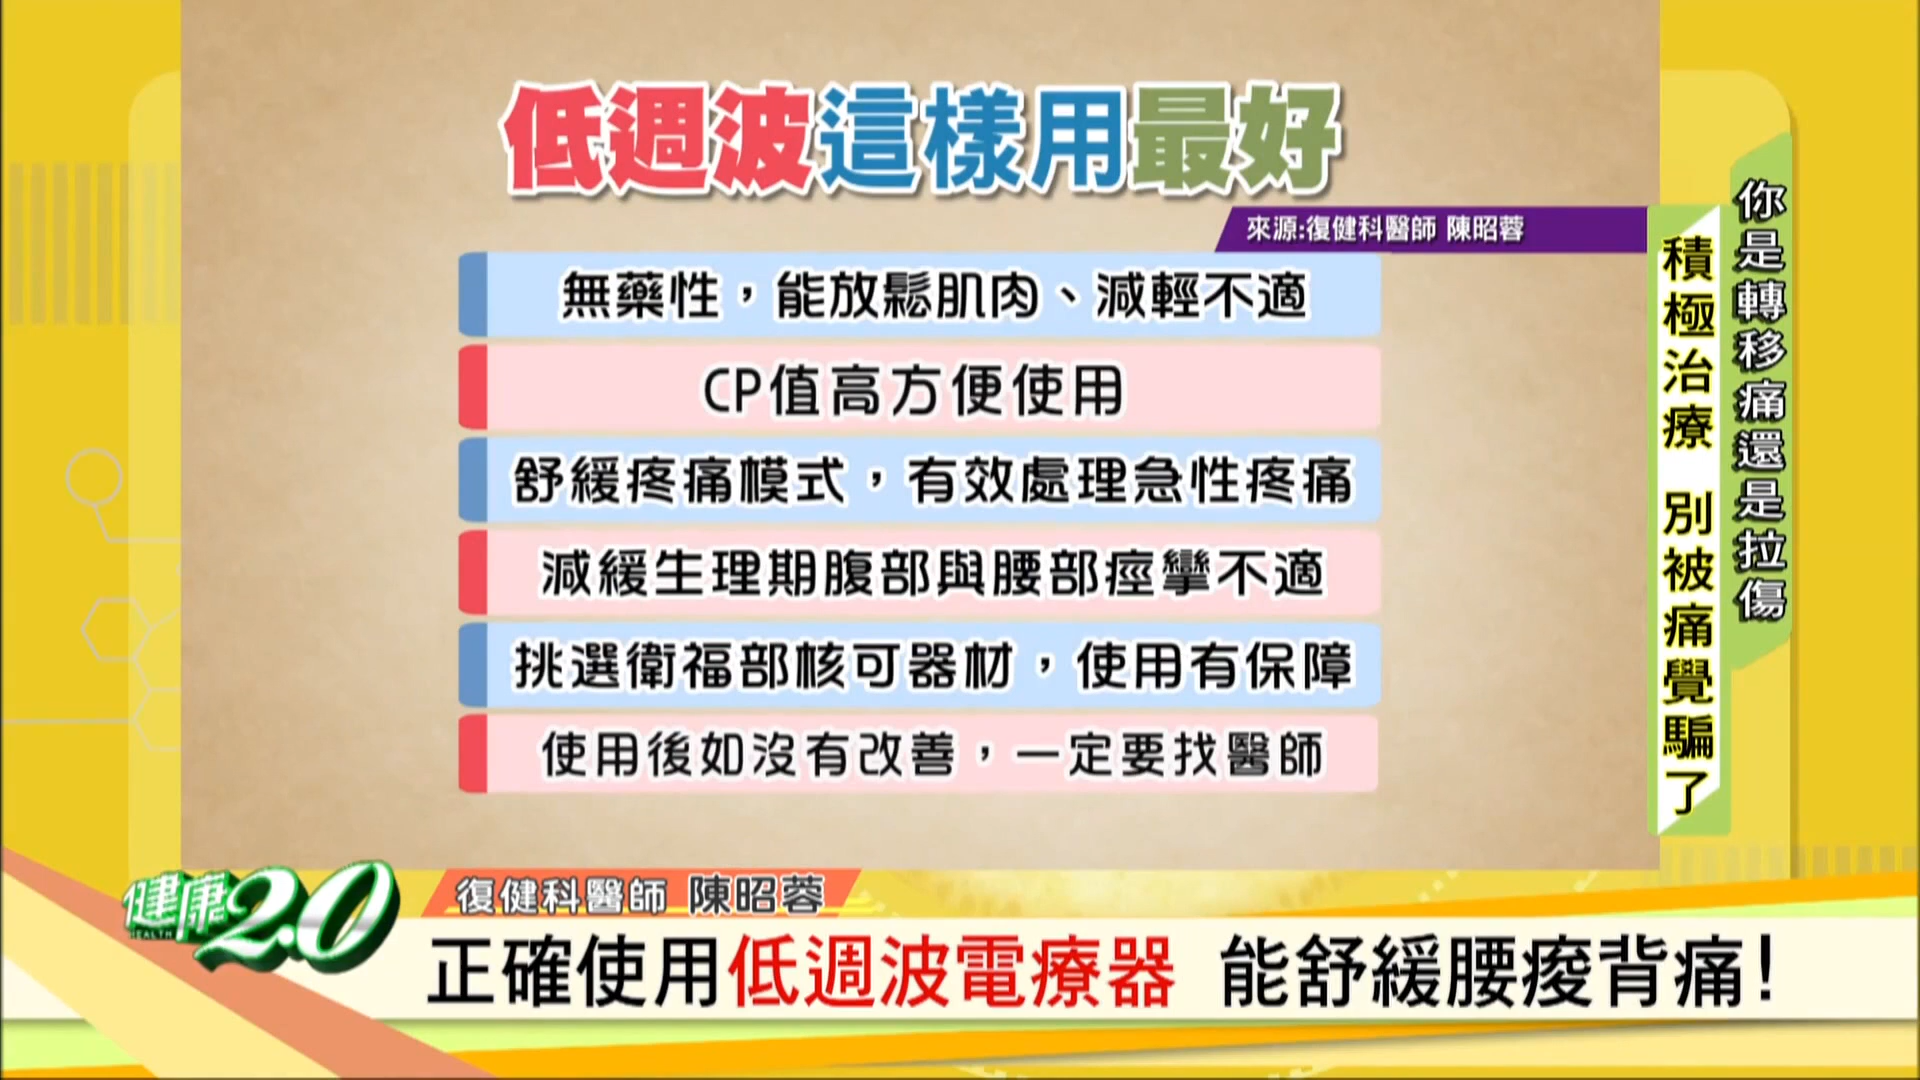 低週波這樣用最好
來源:復健科醫師 陳昭蓉
無藥性，能放鬆肌肉、減輕不適
CP值高方便使用
舒緩疼痛模式，有效處理急性疼痛
減緩生理期腹部與腰部痙攣不適
挑選衛福部核可器材，使用有保障
使用後如沒有改善，一定要找醫師
你是轉移痛還是拉傷
積極治療 別被痛覺騙了
健康2.0
HEALTH
復健科醫師 陳昭蓉
正確使用低週波電療器 能舒緩腰痠背痛!